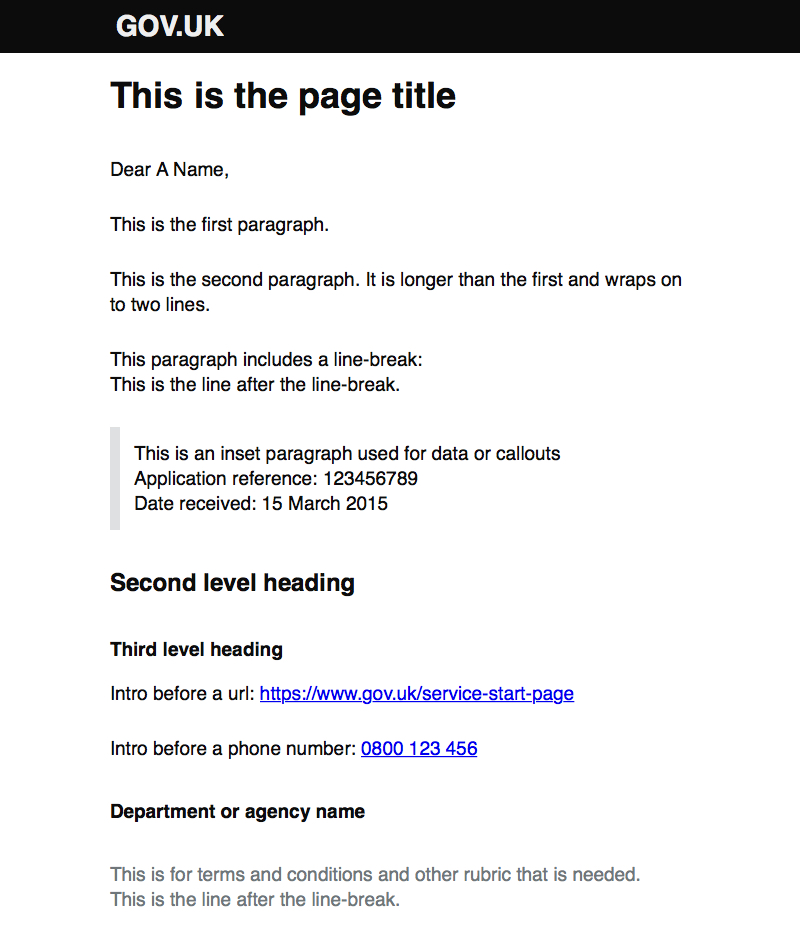 GOV.UK
This is the page title
Dear A Name,
This is the first paragraph.
This is the second paragraph. It is longer than the first and wraps on
to two lines.
This paragraph includes a line-break:
This is the line after the line-break.
This is an inset paragraph used for data or callouts
Application reference: 123456789
Date received: 15 March 2015
Second level heading
Third level heading
Intro before a url: https://www.gov.uk/service-start-page
Intro before a phone number: 0800 123 456
Department or agency name
This is for terms and conditions and other rubric that is needed.
This is the line after the line-break.